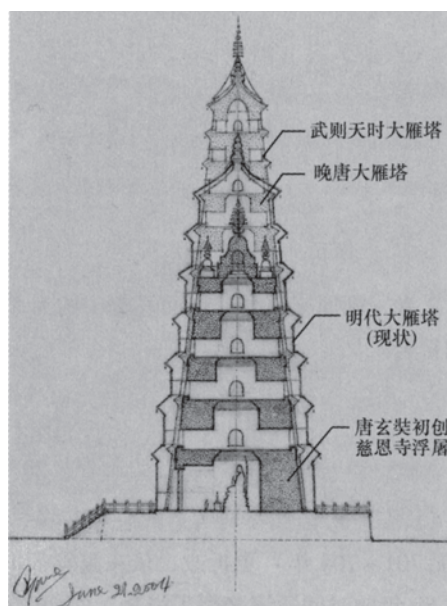 武则天时大雁塔
晚唐大雁塔
明代大雁塔
(现状)
唐玄奘初创
慈恩寺浮屠
June 21.2004